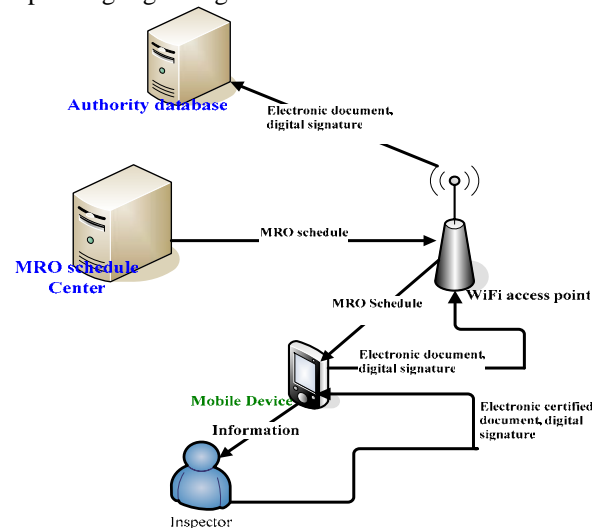 Authority database
Electronic document,
digital signature
MRO schedule
MRO schedule
Center
WiFi access point
MRO Schedule
Electronic document,
digital signature
Mobile Device
Electronic certified
document, digital
signature
Information
Inspector